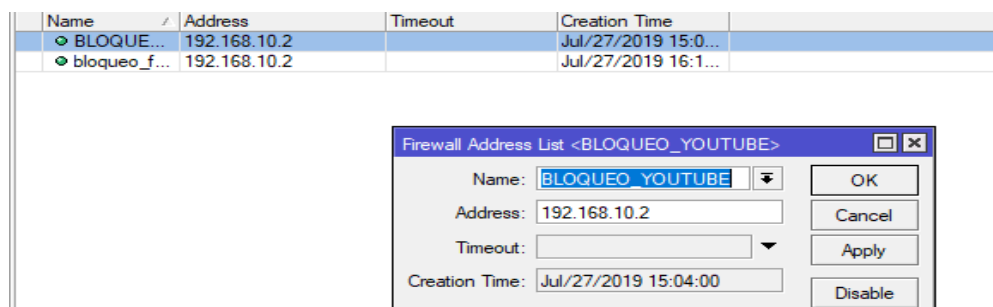 Name Address Timeout Creation Time
BLOQUE... 192.168.10.2 Jul/27/2019 15:0...
bloqueo_f... 192.168.10.2 Jul/27/2019 16:1...
Firewall Address List <BLOQUEO_YOUTUBE>
Name: BLOQUEO_YOUTUBE OK
Address: 192.168.10.2 Cancel
Timeout: Apply
Creation Time: Jul/27/2019 15:04:00
Disable